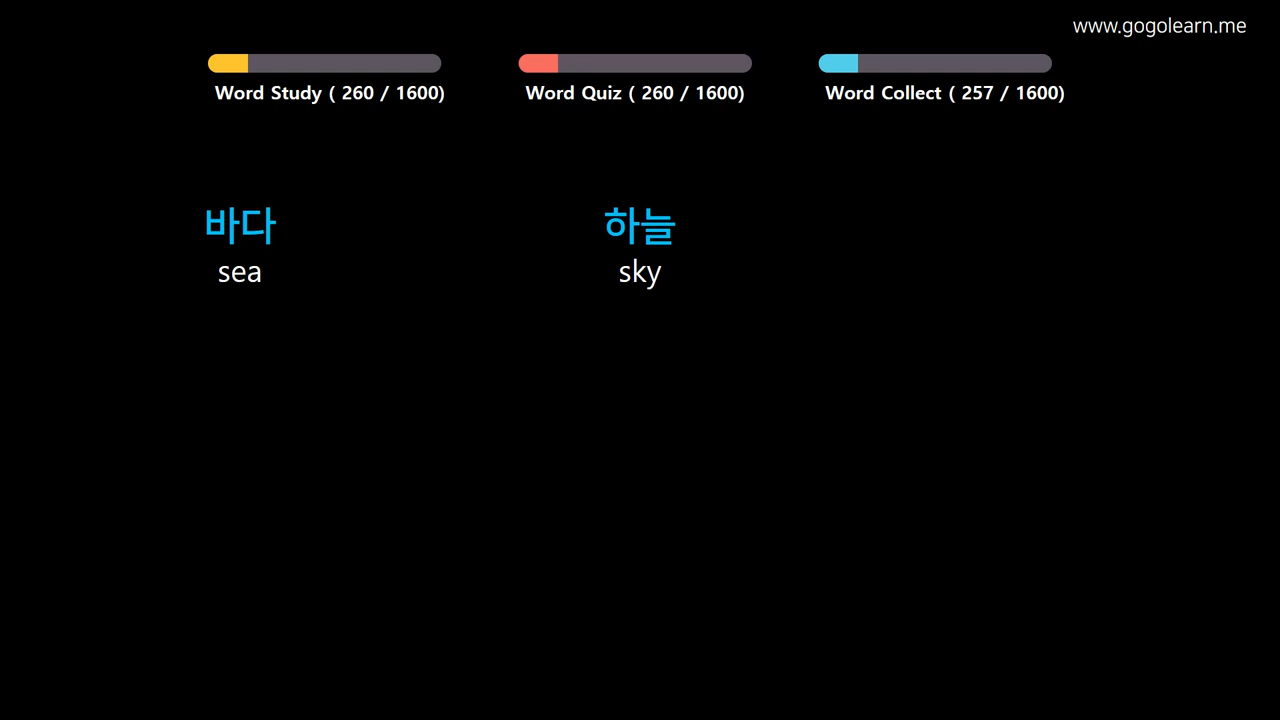 www.gogolearn.me
Word Study ( 260 / 1600)
Word Quiz ( 260 / 1600)
Word Collect ( 257 / 1600)
바다
sea
하늘
sky